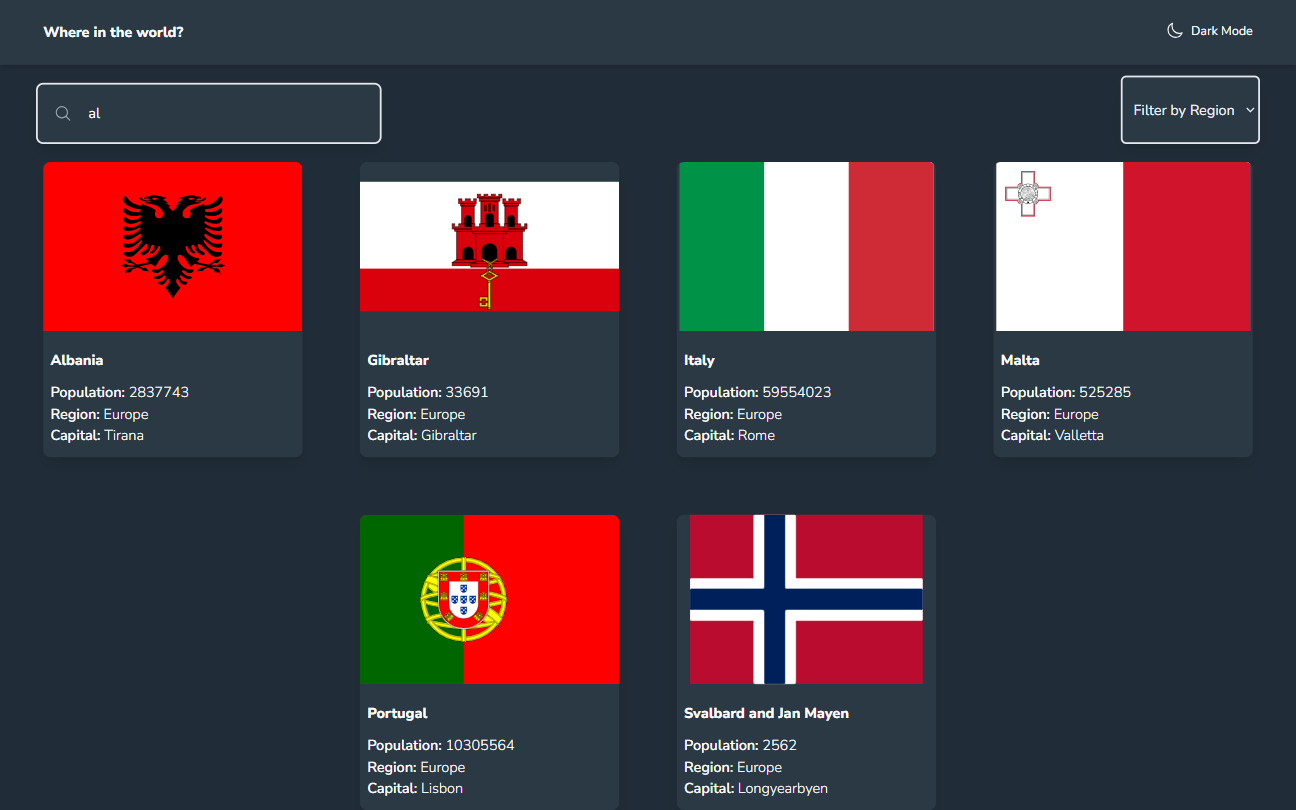 Where in the world?
Dark Mode
al
Filter by Region
Albania
Population: 2837743
Region: Europe
Capital: Tirana
Gibraltar
Population: 33691
Region: Europe
Capital: Gibraltar
Italy
Population: 59554023
Region: Europe
Capital: Rome
Malta
Population: 525285
Region: Europe
Capital: Valletta
Portugal
Population: 10305564
Region: Europe
Capital: Lisbon
Svalbard and Jan Mayen
Population: 2562
Region: Europe
Capital: Longyearbyen